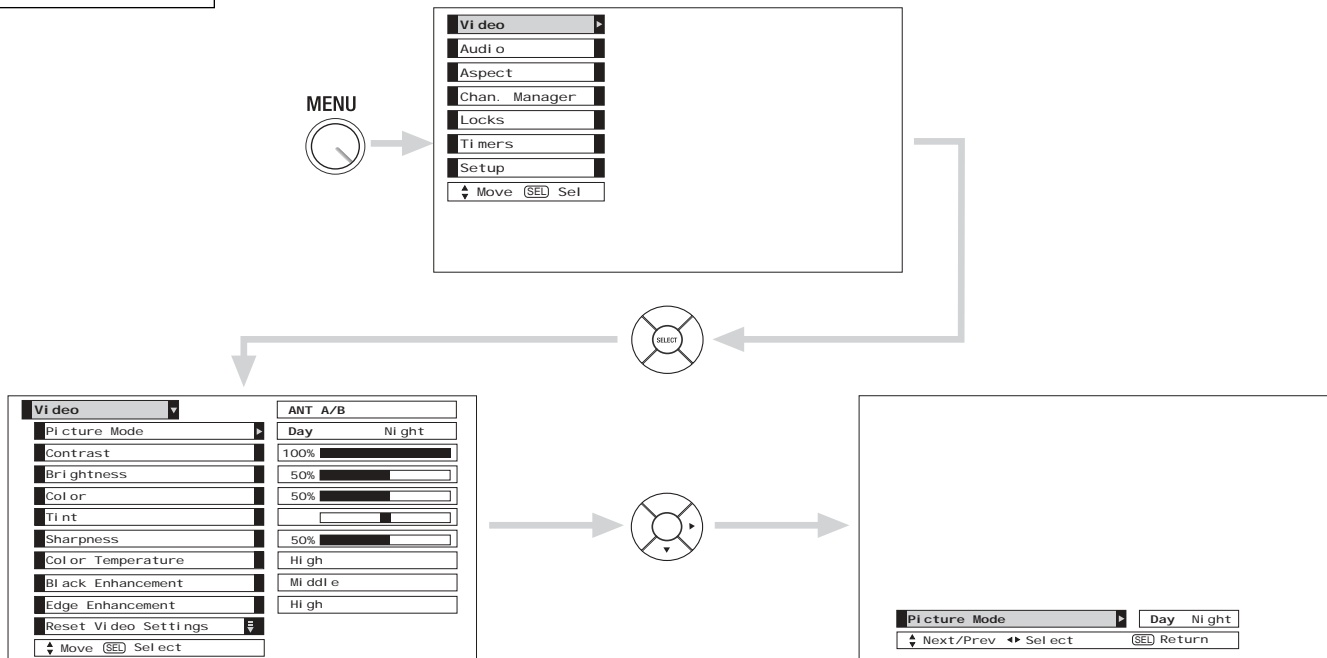 Video
Audio
Aspect
Chan. Manager
Locks
Timers
Setup
Move SEL Sel
MENU
SELECT
Video
ANT A/B
Picture Mode
Day Night
Contrast
100%
Brightness
50%
Color
50%
Tint
Sharpness
50%
Color Temperature
High
Black Enhancement
Middle
Edge Enhancement
High
Reset Video Settings
Move SEL Select
Picture Mode
Day Night
Next/Prev Select SEL Return